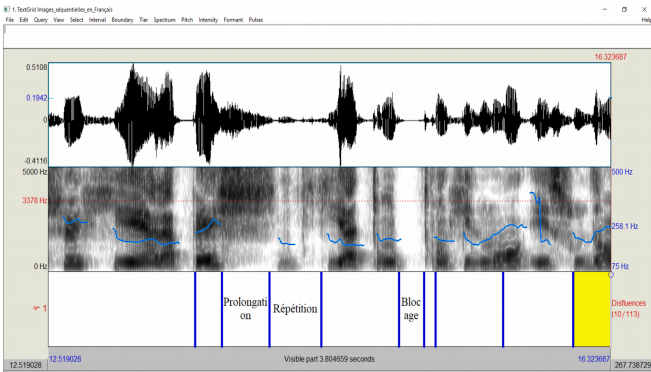 1. TextGrid Images_séquentielles_en_Français
File Edit Query View Select Interval Boundary Tier Spectrum Pitch Intensity Formant Pulses Help
16.323687
0.5108
0.1942
0
-0.4116
5000 Hz
500 Hz
3378 Hz
258.1 Hz
0 Hz
75 Hz
1
Prolongati
on
Répétition
Bloc
age
Disfluences
(10/113)
12.519028
12.519028
Visible part 3.804659 seconds
16.323687
267.738729